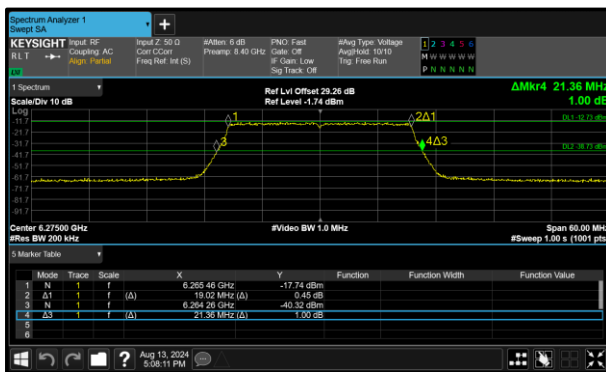 Spectrum Analyzer 1
Swept SA
KEYSIGHT
RLT
Input: RF
Coupling: AC
Align: Partial
Input Z: 50 Ω
Corr CCorr
Freq Ref: Int (S)
#Atten: 6 dB
Preamp: 8.40 GHz
PNO: Fast
Gate: Off
IF Gain: Low
Sig Track: Off
#Avg Type: Voltage
Avg|Hold: 10/10
Trig: Free Run
1 2 3 4 5 6
M W W W W W
P N N N N N
1 Spectrum
Scale/Div 10 dB
Ref Lvl Offset 29.26 dB
Ref Level -1.74 dBm
ΔMkr4 21.36 MHz
1.00 dB
Log
-11.7
-21.7
-31.7
-41.7
-51.7
-61.7
-71.7
-81.7
-91.7
1
2Δ1
3
4Δ3
DL1 -12.73 dBm
DL2 -38.73 dBm
Center 6.27500 GHz
#Res BW 200 kHz
#Video BW 1.0 MHz
Span 60.00 MHz
#Sweep 1.00 s (1001 pts)
5 Marker Table
Mode Trace Scale X Y Function Function Width Function Value
1 N 1 f 6.265 46 GHz -17.74 dBm
2 Δ1 1 f (Δ) 19.02 MHz (Δ) 0.45 dB
3 N 1 f 6.264 26 GHz -40.32 dBm
4 Δ3 1 f (Δ) 21.36 MHz (Δ) 1.00 dB
5
6
Aug 13, 2024
5:08:11 PM